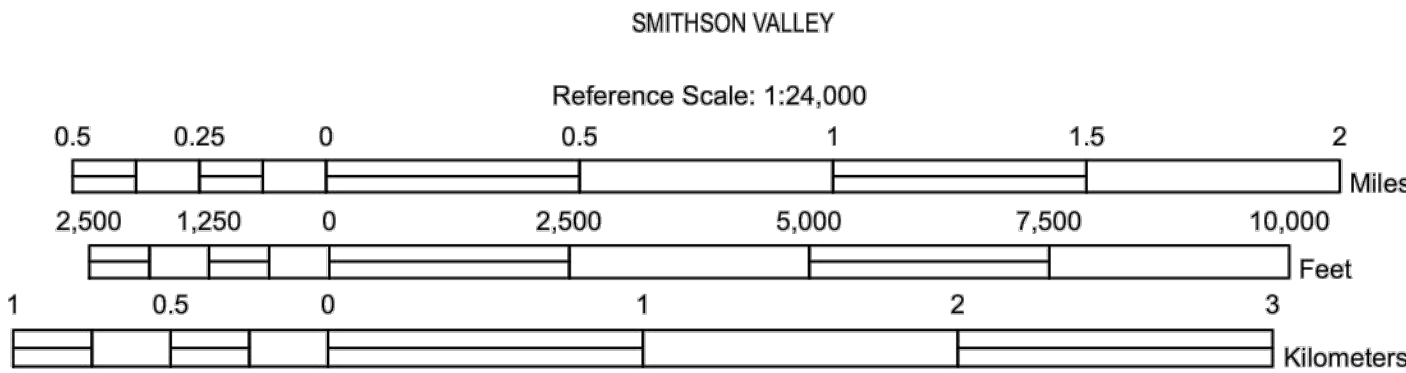 SMITHSON VALLEY
Reference Scale: 1:24,000
0.5 0.25 0 0.5 1 1.5 2
Miles
2,500 1,250 0 2,500 5,000 7,500 10,000
Feet
1 0.5 0 1 2 3
Kilometers